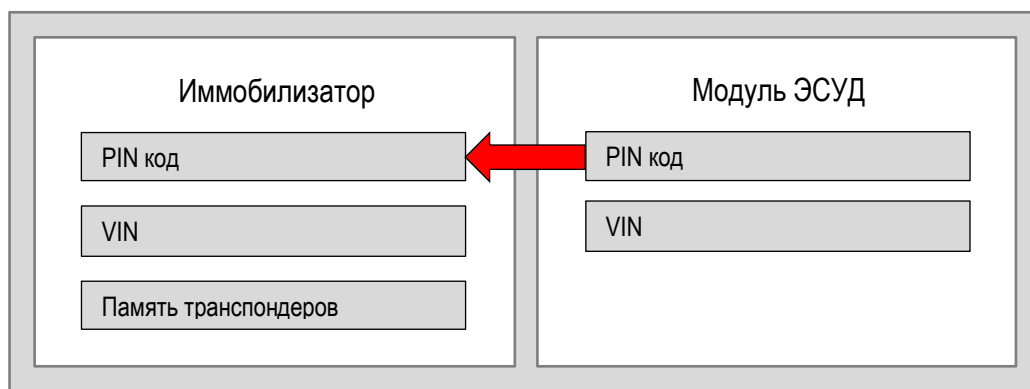 Иммобилизатор
PIN код
VIN
Память транспондеров
Модуль ЭСУД
PIN код
VIN